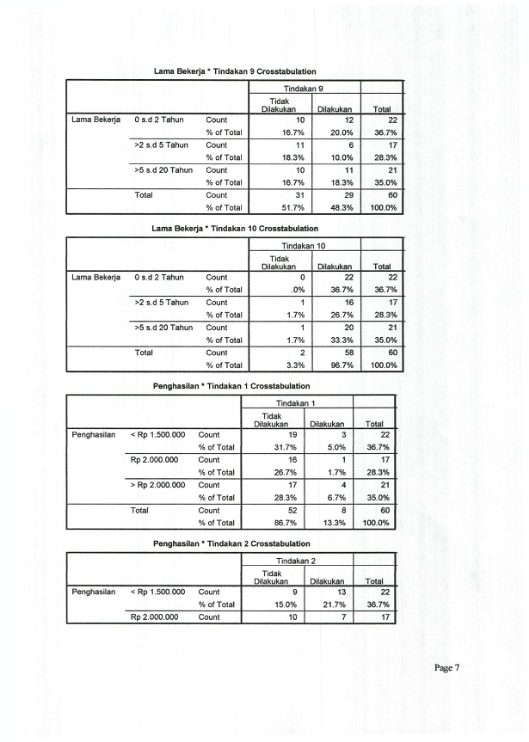 Lama Bekerja * Tindakan 9 Crosstabulation
Tindakan 9
Tidak
Dilakukan Dilakukan Total
Lama Bekerja 0 s.d 2 Tahun Count 10 12 22
% of Total 16.7% 20.0% 36.7%
>2 s.d 5 Tahun Count 11 6 17
% of Total 18.3% 10.0% 28.3%
>5 s.d 20 Tahun Count 10 11 21
% of Total 16.7% 18.3% 35.0%
Total Count 31 29 60
% of Total 51.7% 48.3% 100.0%
Lama Bekerja * Tindakan 10 Crosstabulation
Tindakan 10
Tidak
Dilakukan Dilakukan Total
Lama Bekerja 0 s.d 2 Tahun Count 0 22 22
% of Total .0% 36.7% 36.7%
>2 s.d 5 Tahun Count 1 16 17
% of Total 1.7% 26.7% 28.3%
>5 s.d 20 Tahun Count 1 20 21
% of Total 1.7% 33.3% 35.0%
Total Count 2 58 60
% of Total 3.3% 96.7% 100.0%
Penghasilan * Tindakan 1 Crosstabulation
Tindakan 1
Tidak
Dilakukan Dilakukan Total
Penghasilan < Rp 1.500.000 Count 19 3 22
% of Total 31.7% 5.0% 36.7%
Rp 2.000.000 Count 16 1 17
% of Total 26.7% 1.7% 28.3%
> Rp 2.000.000 Count 17 4 21
% of Total 28.3% 6.7% 35.0%
Total Count 52 8 60
% of Total 86.7% 13.3% 100.0%
Penghasilan * Tindakan 2 Crosstabulation
Tindakan 2
Tidak
Dilakukan Dilakukan Total
Penghasilan < Rp 1.500.000 Count 9 13 22
% of Total 15.0% 21.7% 36.7%
Rp 2.000.000 Count 10 7 17
Page 7